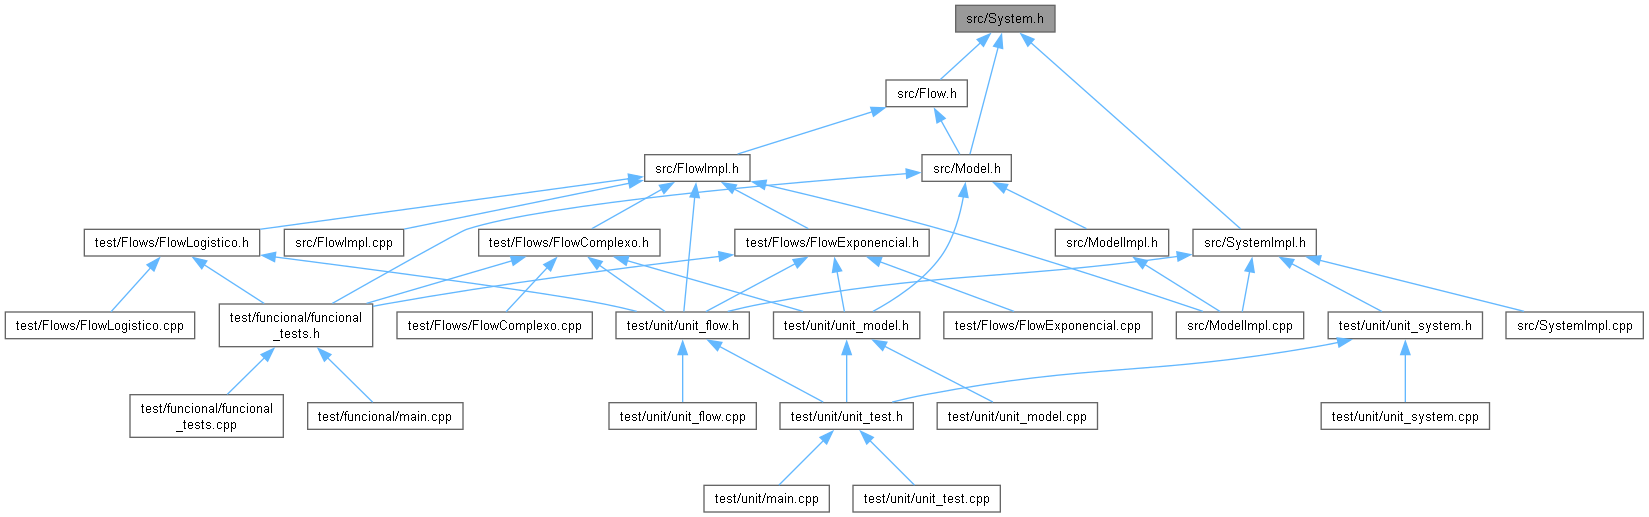 src/System.h
src/Flow.h
src/FlowImpl.h
src/Model.h
test/Flows/FlowLogistico.h
src/FlowImpl.cpp
test/Flows/FlowComplexo.h
test/Flows/FlowExponencial.h
src/ModelImpl.h
src/SystemImpl.h
test/Flows/FlowLogistico.cpp
test/funcional/funcional
_tests.h
test/Flows/FlowComplexo.cpp
test/unit/unit_flow.h
test/unit/unit_model.h
test/Flows/FlowExponencial.cpp
src/ModelImpl.cpp
test/unit/unit_system.h
src/SystemImpl.cpp
test/funcional/funcional
_tests.cpp
test/funcional/main.cpp
test/unit/unit_flow.cpp
test/unit/unit_test.h
test/unit/unit_model.cpp
test/unit/unit_system.cpp
test/unit/main.cpp
test/unit/unit_test.cpp